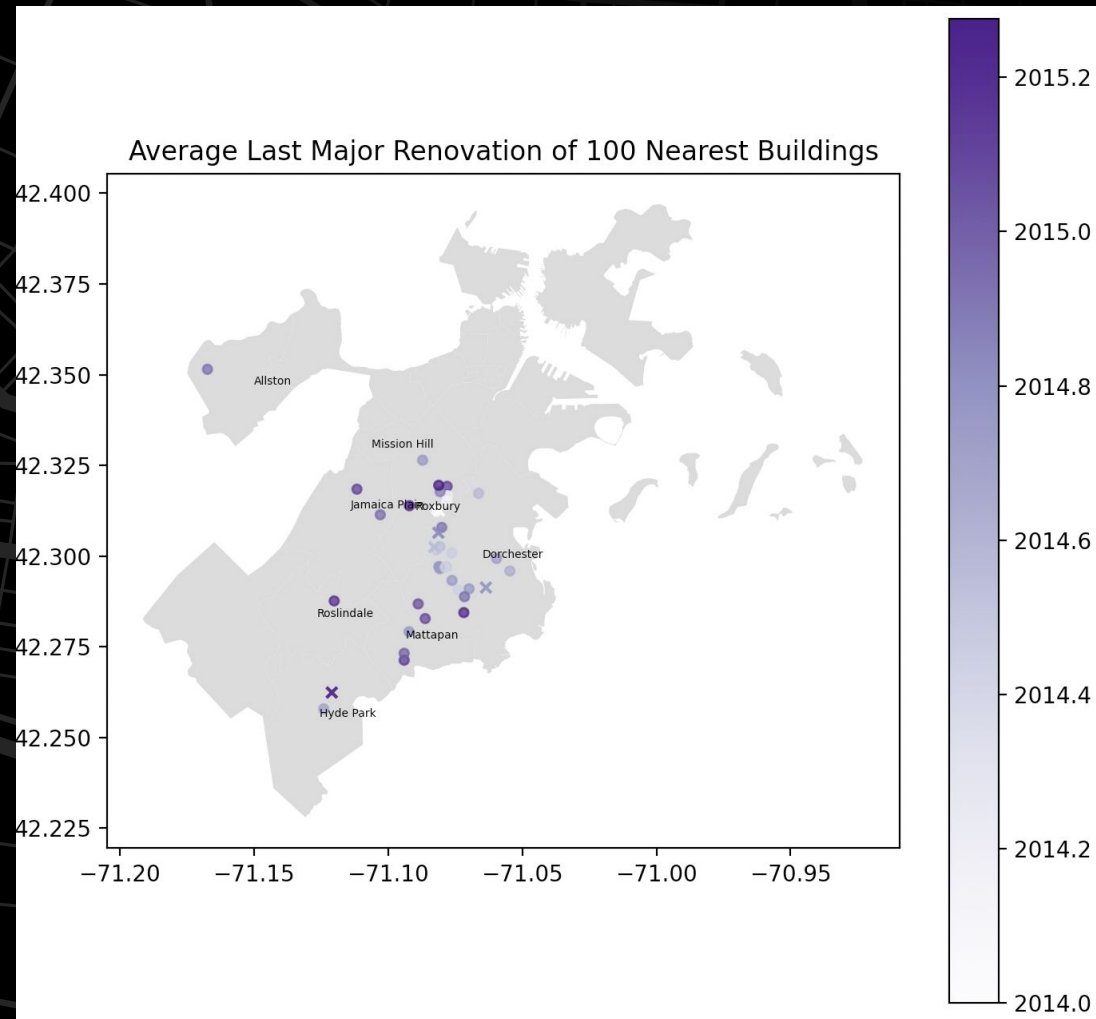 Average Last Major Renovation of 100 Nearest Buildings
42.400
42.375
42.350
42.325
42.300
42.275
42.250
42.225
Allston
Mission Hill
Jamaica Plain
Roxbury
Dorchester
Roslindale
Mattapan
Hyde Park
−71.20
−71.15
−71.10
−71.05
−71.00
−70.95
2015.2
2015.0
2014.8
2014.6
2014.4
2014.2
2014.0